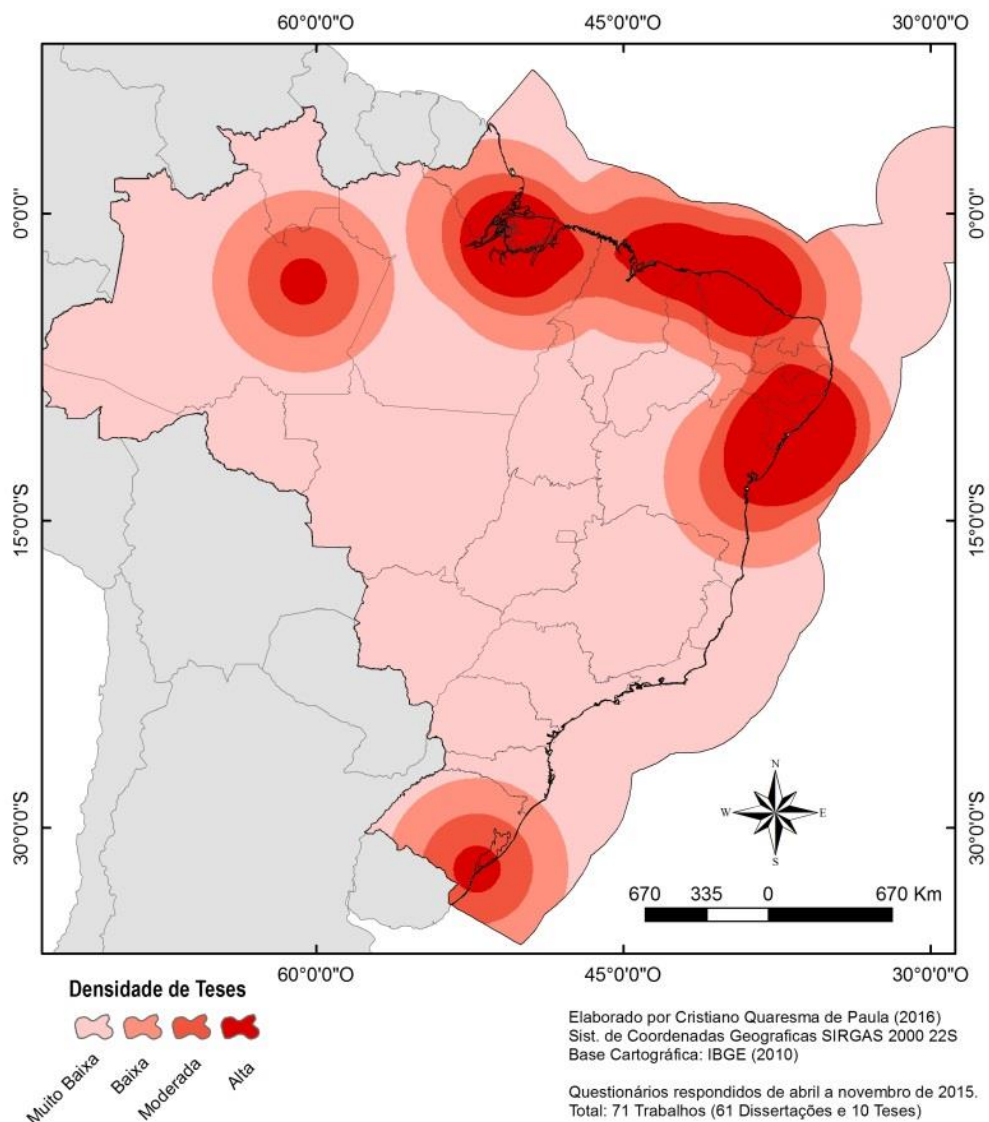 60°0'0"O 45°0'0"O 30°0'0"O
0°0'0" 0°0'0"
15°0'0"S 15°0'0"S
30°0'0"S 30°0'0"S
N
W E
S
670 335 0 670 Km
60°0'0"O 45°0'0"O 30°0'0"O
Densidade de Teses
Muito Baixa
Baixa
Moderada
Alta
Elaborado por Cristiano Quaresma de Paula (2016)
Sist. de Coordenadas Geograficas SIRGAS 2000 22S
Base Cartográfica: IBGE (2010)
Questionários respondidos de abril a novembro de 2015.
Total: 71 Trabalhos (61 Dissertações e 10 Teses)